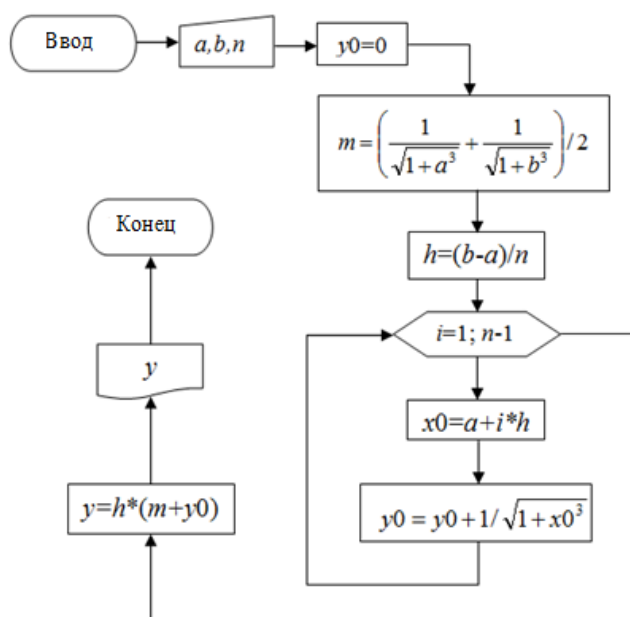 Ввод
a,b,n
y0=0
m = (1/√(1+a³) + 1/√(1+b³))/2
h=(b-a)/n
i=1; n-1
x0=a+i*h
y0 = y0+1/√(1+x0³)
y=h*(m+y0)
y
Конец